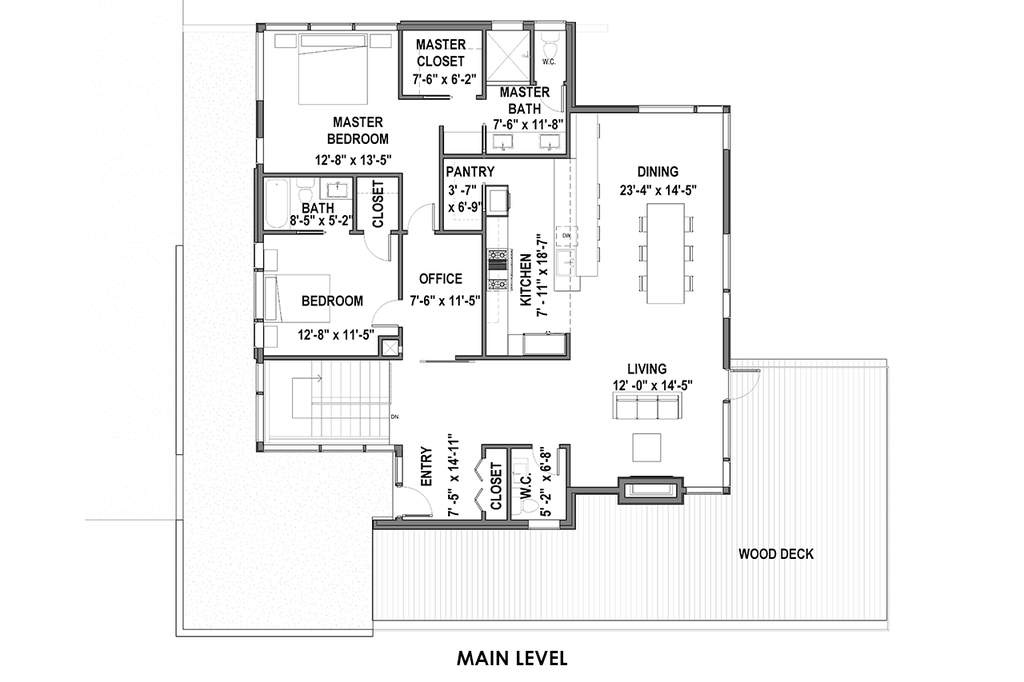 MASTER
CLOSET
7'-6" x 6'-2"
W.C.
MASTER
BATH
7'-6" x 11'-8"
MASTER
BEDROOM
12'-8" x 13'-5"
PANTRY
3' -7"
x 6'-9"
DINING
23'-4" x 14'-5"
BATH
8'-5" x 5'-2"
CLOSET
DW
KITCHEN
7' - 11" x 18'-7"
OFFICE
7'-6" x 11'-5"
BEDROOM
12'-8" x 11'-5"
LIVING
12' -0" x 14'-5"
DN
ENTRY
7' -5" x 14'-11"
CLOSET
W.C.
5' -2" x 6'-8"
WOOD DECK
MAIN LEVEL